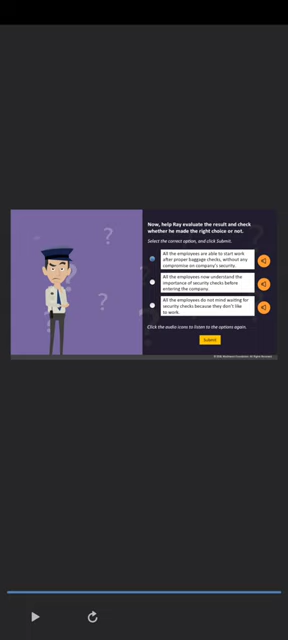 Now, help Ray evaluate the result and check
whether he made the right choice or not.
Select the correct option, and click Submit.
All the employees are able to start work
after proper baggage checks, without any
compromise on company's security.
All the employees now understand the
importance of security checks before
entering the company.
All the employees do not mind waiting for
security checks because they don't like
to work.
Click the audio icons to listen to the options again.
Submit
All Rights Reserved.